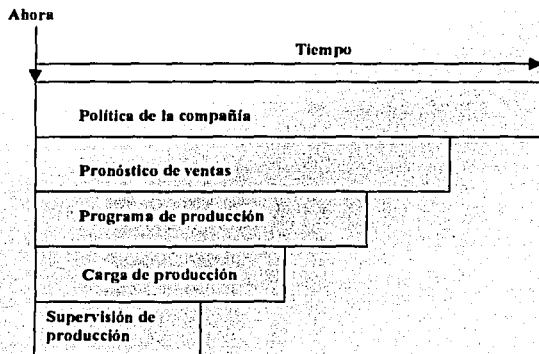 Ahora
Tiempo
Política de la compañía
Pronóstico de ventas
Programa de producción
Carga de producción
Supervisión de
producción